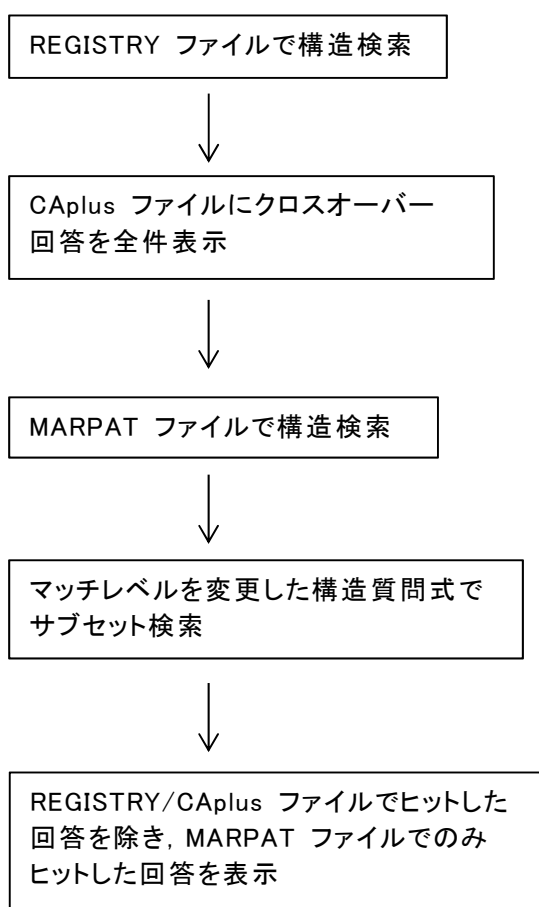 REGISTRY ファイルで構造検索
CAplus ファイルにクロスオーバー
回答を全件表示
MARPAT ファイルで構造検索
マッチレベルを変更した構造質問式で
サブセット検索
REGISTRY/CAplus ファイルでヒットした
回答を除き, MARPAT ファイルでのみ
ヒットした回答を表示